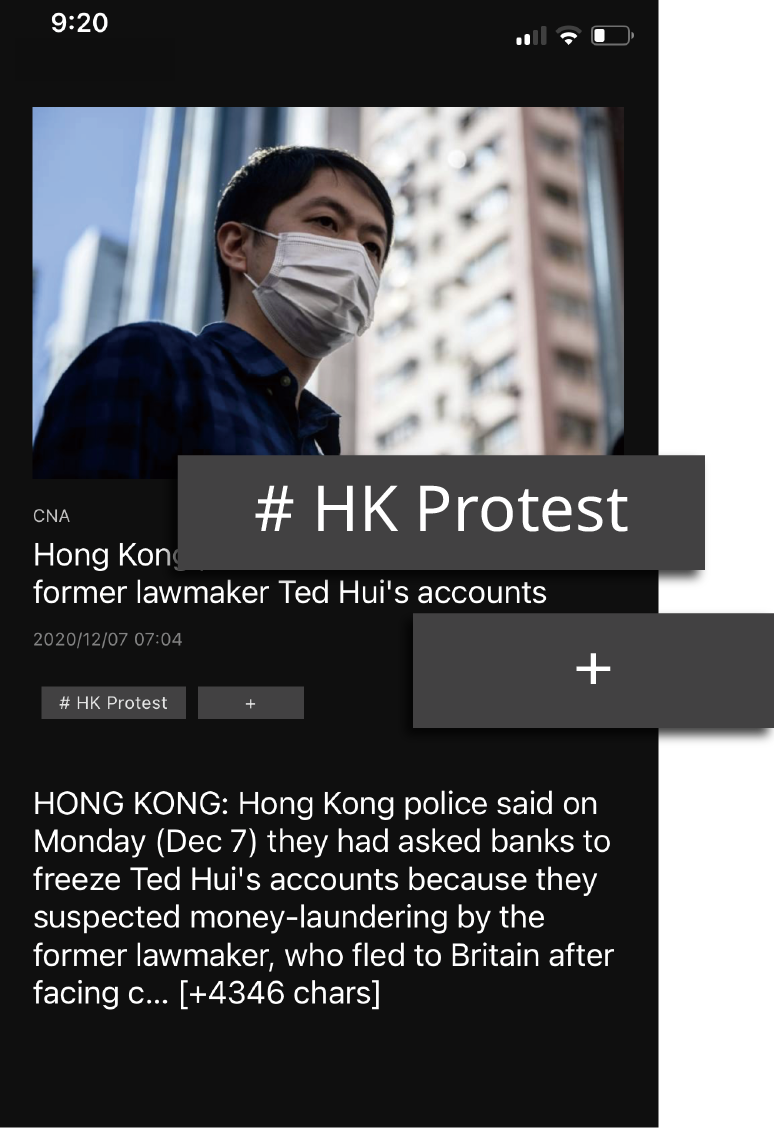 9:20
# HK Protest
CNA
Hong Kong
former lawmaker Ted Hui's accounts
2020/12/07 07:04
+
# HK Protest
+
HONG KONG: Hong Kong police said on
Monday (Dec 7) they had asked banks to
freeze Ted Hui's accounts because they
suspected money-laundering by the
former lawmaker, who fled to Britain after
facing c... [+4346 chars]